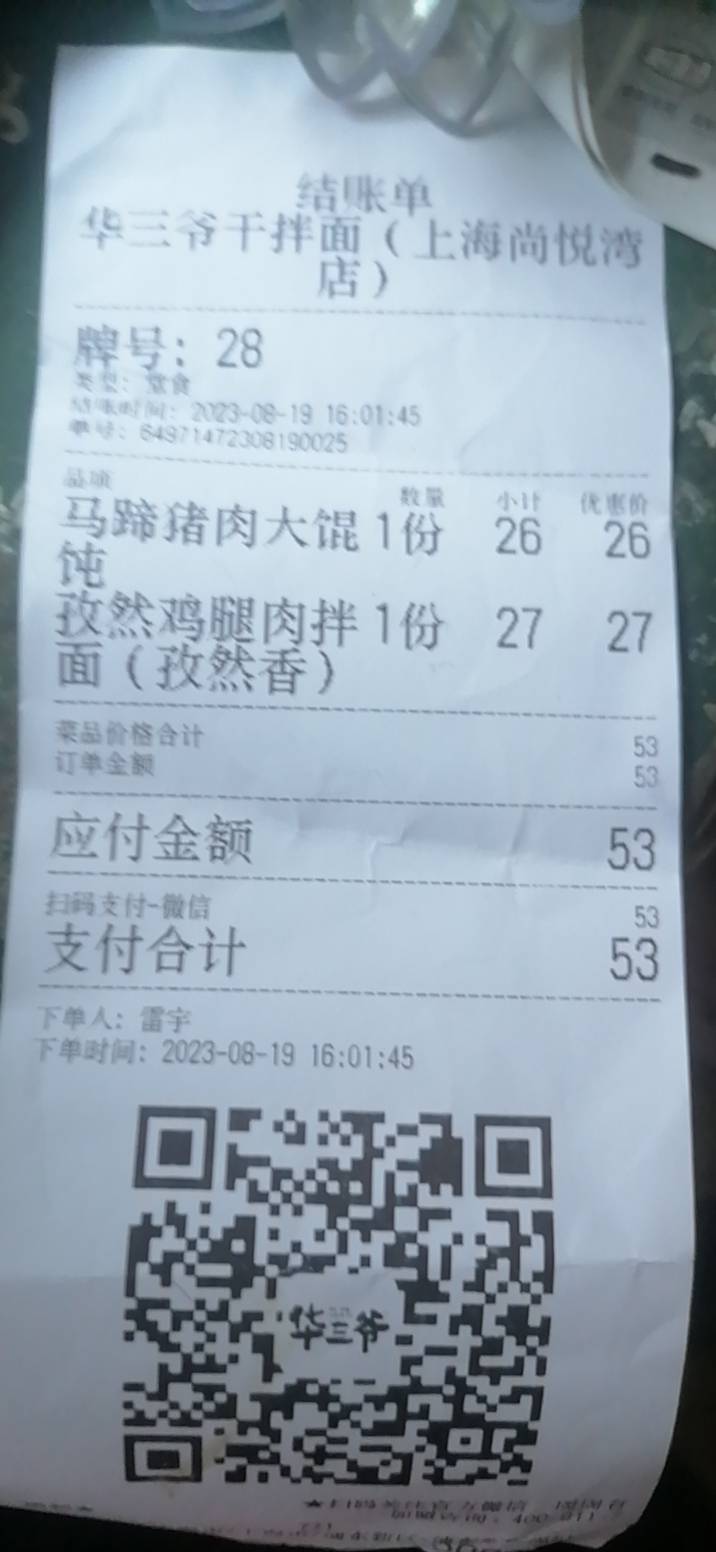 结账单
华三爷干拌面（上海尚悦湾
店）
牌号：28
类型：堂食
结账时间：2023-08-19 16:01:45
单号：64971472308190025
品项 数量 小计 优惠价
马蹄猪肉大馄 1份 26 26
饨
孜然鸡腿肉拌 1份 27 27
面（孜然香）
菜品价格合计 53
订单金额 53
应付金额 53
扫码支付-微信 53
支付合计 53
下单人：雷宇
下单时间：2023-08-19 16:01:45
华三爷